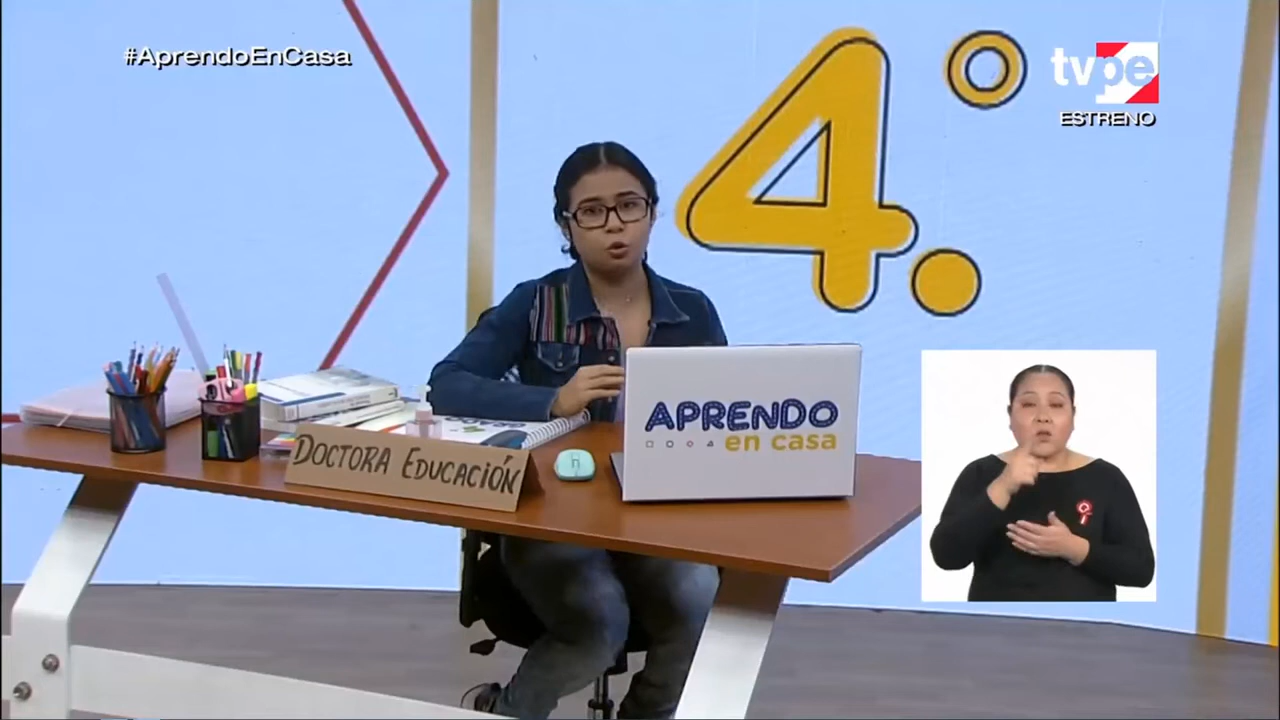 #AprendoEnCasa
4.°
tvpe
ESTRENO
APRENDO
en casa
DOCTORA EDUCACIÓN